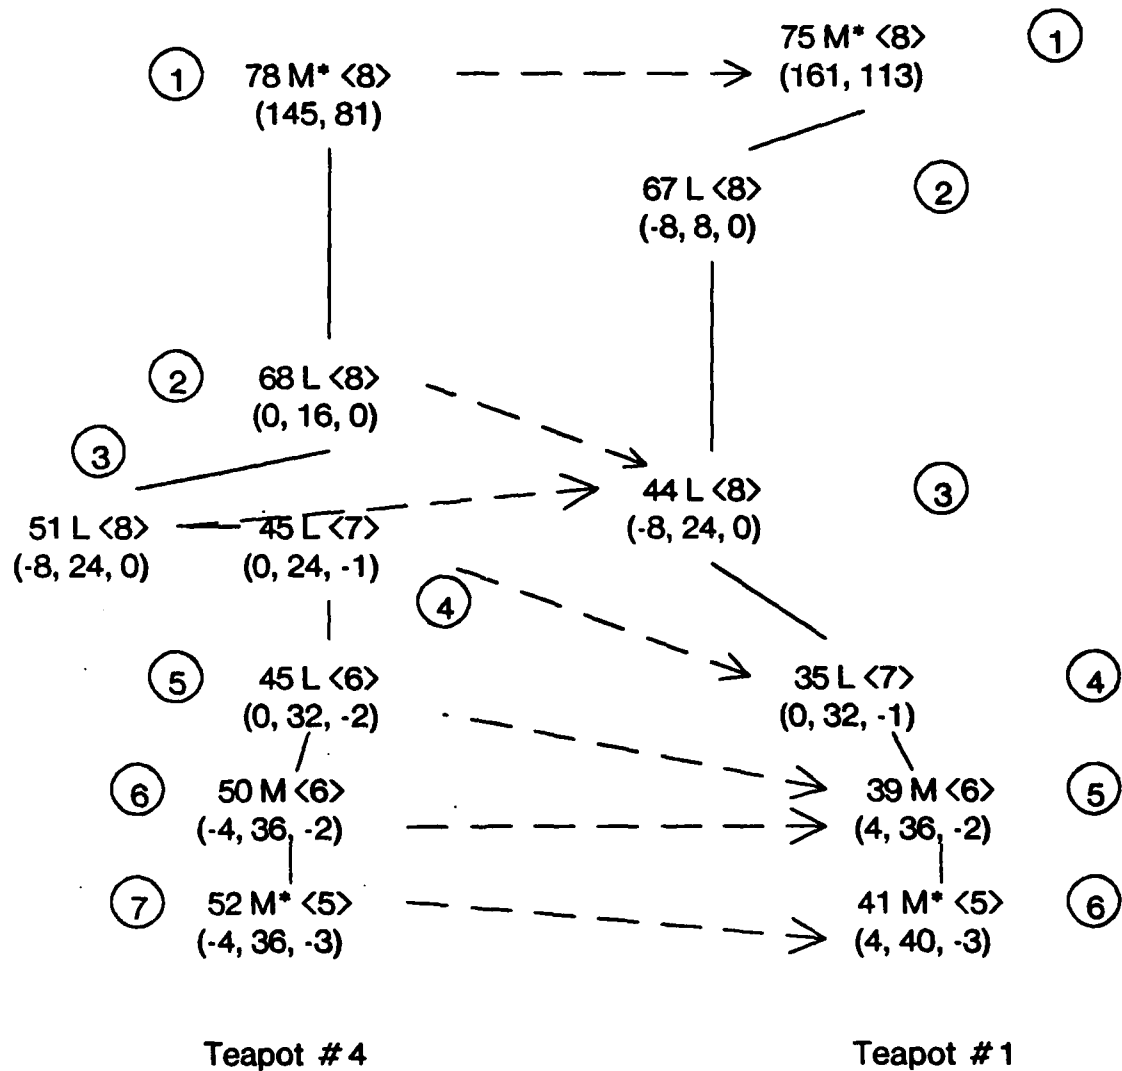 75 M* <8>
1
(161, 113)
1
78 M* <8>
(145, 81)
67 L <8>
2
(-8, 8, 0)
2
68 L <8>
(0, 16, 0)
3
44 L <8>
3
(-8, 24, 0)
51 L <8>
45 L <7>
(-8, 24, 0)
(0, 24, -1)
4
5
45 L <6>
(0, 32, -2)
35 L <7>
4
(0, 32, -1)
6
50 M <6>
(-4, 36, -2)
39 M <6>
5
(4, 36, -2)
7
52 M* <5>
(-4, 36, -3)
41 M* <5>
6
(4, 40, -3)
Teapot # 4
Teapot # 1